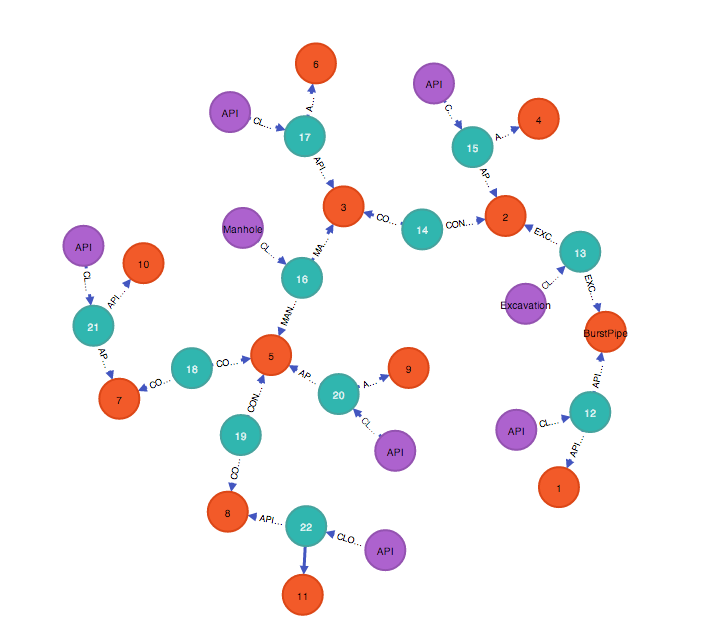 6
API
API
CL...
A...
17
C...
A...
4
15
API...
AP...
3
CO...
14
CON...
2
Manhole
EXC...
API
CL...
MA...
13
10
16
CL...
EXC...
CL...
API...
Excavation
21
MAN...
BurstPipe
AP...
5
18
CO...
AP...
9
CO...
A...
API...
7
20
CON...
12
CL...
API
CL...
19
API
API...
CO...
1
8
API...
22
CLO...
API
11